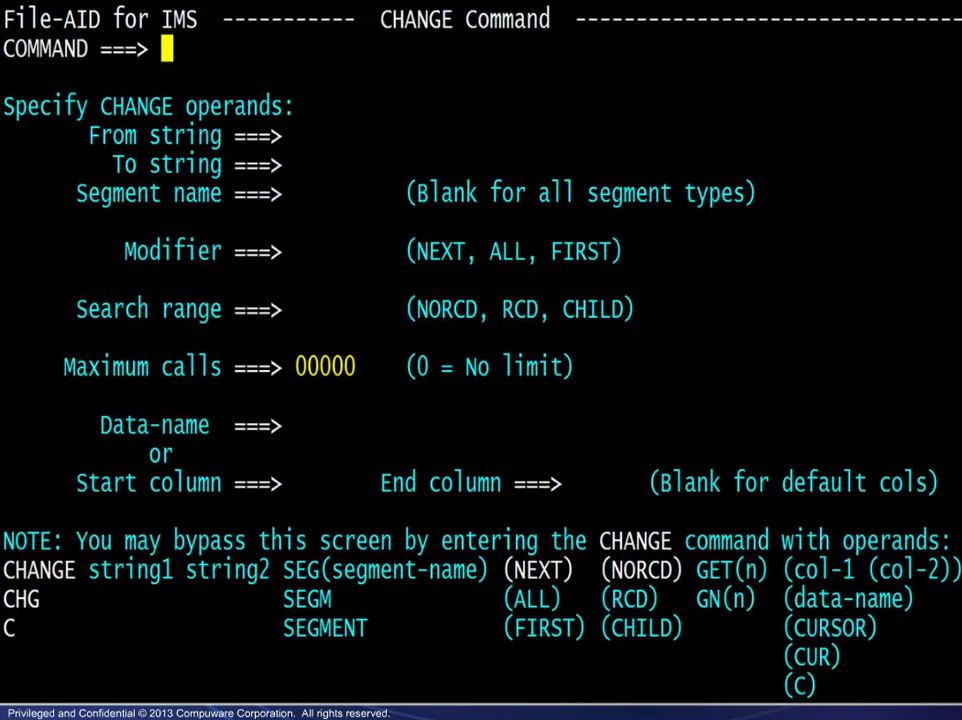 File-AID for IMS ----------- CHANGE Command --------------------------------
COMMAND ===>
Specify CHANGE operands:
From string ===>
To string ===>
Segment name ===> (Blank for all segment types)
Modifier ===> (NEXT, ALL, FIRST)
Search range ===> (NORCD, RCD, CHILD)
Maximum calls ===> 00000 (0 = No limit)
Data-name ===>
or
Start column ===> End column ===> (Blank for default cols)
NOTE: You may bypass this screen by entering the CHANGE command with operands:
CHANGE string1 string2 SEG(segment-name) (NEXT) (NORCD) GET(n) (col-1 (col-2))
CHG SEGM (ALL) (RCD) GN(n) (data-name)
C SEGMENT (FIRST) (CHILD) (CURSOR)
(CUR)
(C)
Privileged and Confidential © 2013 Compuware Corporation. All rights reserved.